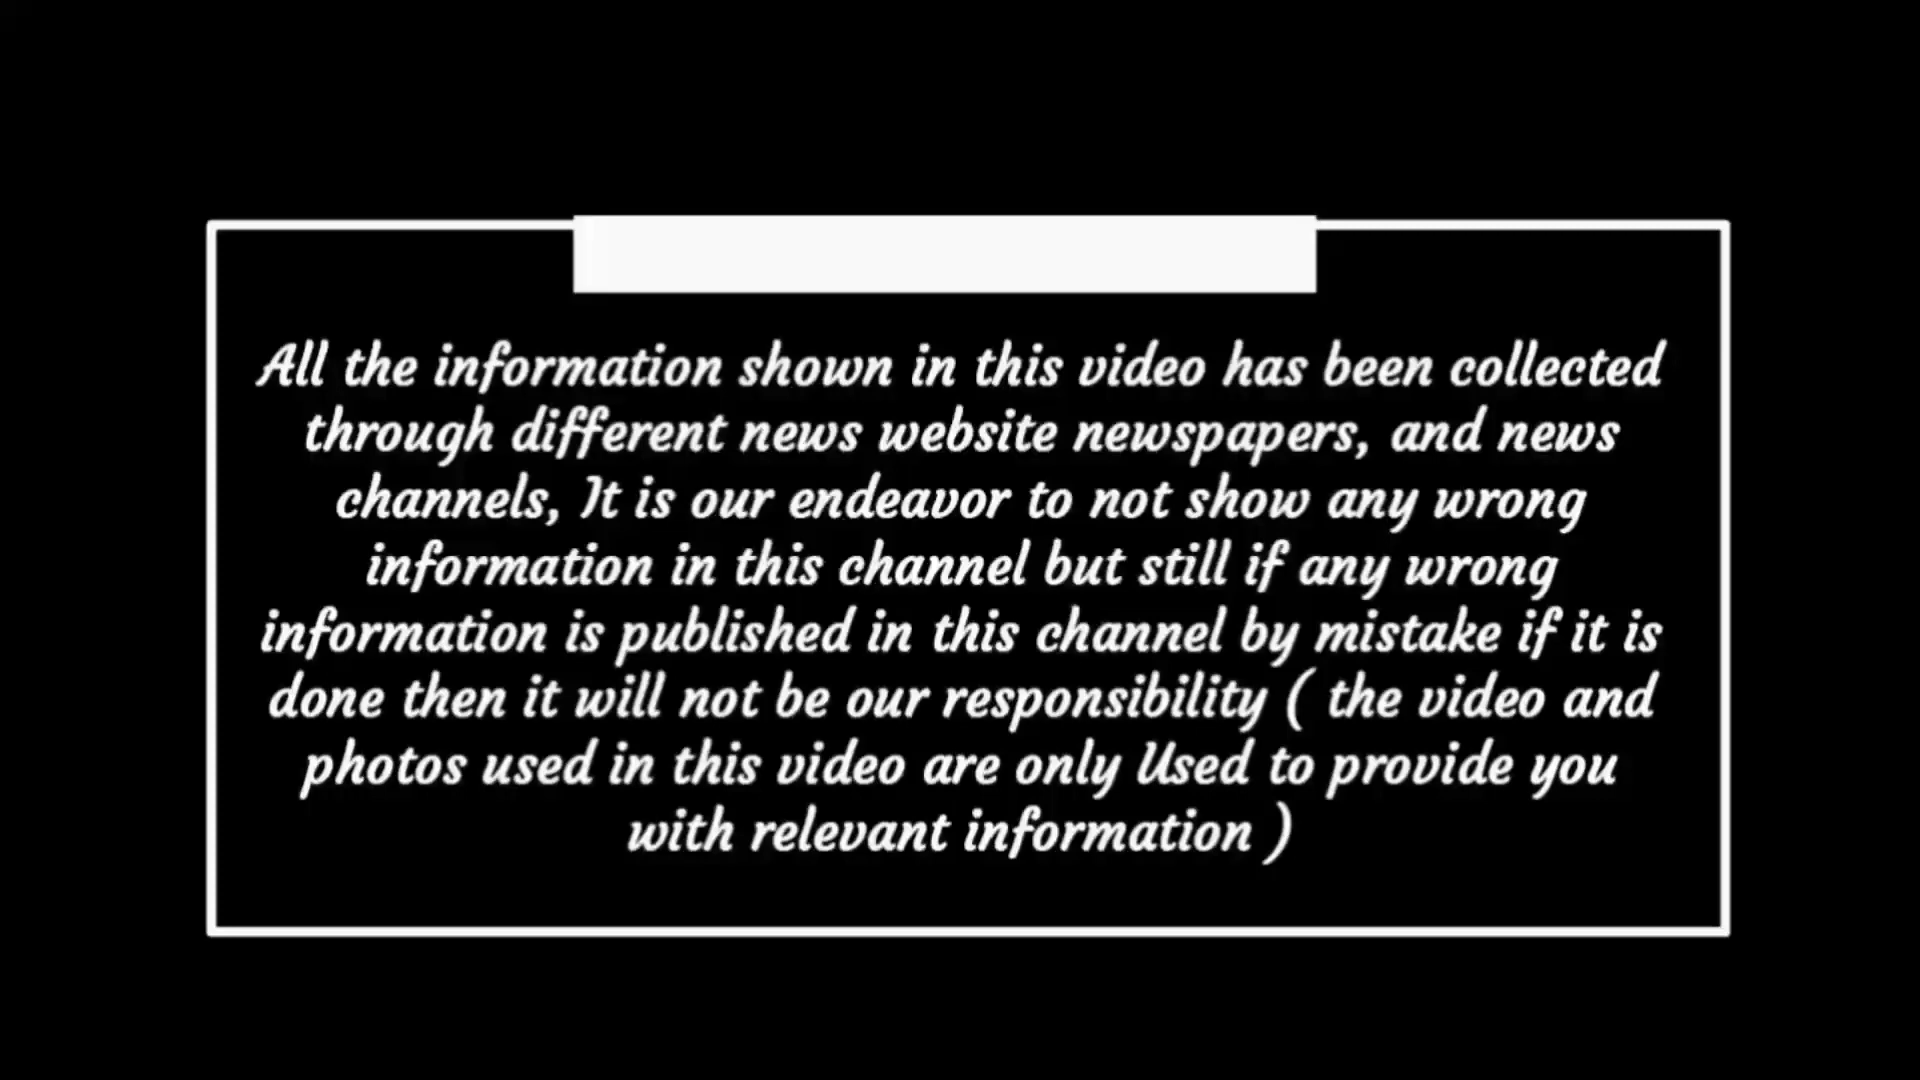 All the information shown in this video has been collected
through different news website newspapers, and news
channels, It is our endeavor to not show any wrong
information in this channel but still if any wrong
information is published in this channel by mistake if it is
done then it will not be our responsibility ( the video and
photos used in this video are only Used to provide you
with relevant information )